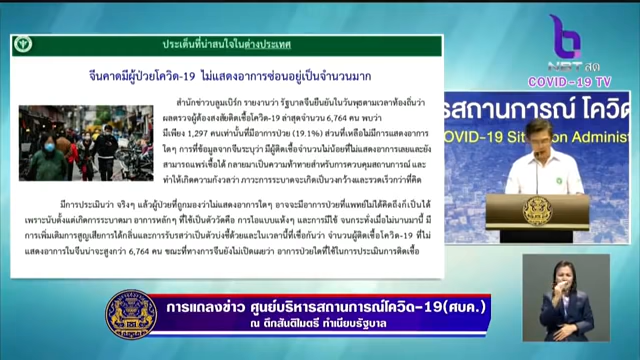 ประเด็นที่น่าสนใจในต่างประเทศ
จีนคาดมีผู้ป่วยโควิด-19 ไม่แสดงอาการซ่อนอยู่เป็นจำนวนมาก
สำนักข่าวบลูมเบิร์ก รายงานว่า รัฐบาลจีนยืนยันในวันพุธตามเวลาท้องถิ่นว่า
ผลตรวจผู้ต้องสงสัยติดเชื้อโควิด-19 ล่าสุดจำนวน 6,764 คน พบว่า
มีเพียง 1,297 คนเท่านั้นที่มีอาการป่วย (19.1%) ส่วนที่เหลือไม่มีการแสดงอาการ
ใดๆ การที่ข้อมูลจากจีนระบุว่า มีผู้ติดเชื้อจำนวนไม่น้อยที่ไม่แสดงอาการเลยและยัง
สามารถแพร่เชื้อได้ กลายมาเป็นความท้าทายสำหรับการควบคุมสถานการณ์ และ
ทำให้เกิดความกังวลว่า ภาวะการระบาดจะเกิดเป็นวงกว้างและรวดเร็วกว่าที่คิด
มีการประเมินว่า จริงๆ แล้วผู้ป่วยที่ถูกมองว่าไม่แสดงอาการใดๆ อาจจะมีอาการป่วยที่แพทย์ไม่ได้คิดถึงก็เป็นได้
เพราะนับตั้งแต่เกิดการระบาดมา อาการหลักๆ ที่ใช้เป็นตัววัดคือ การไอแบบแห้งๆ และการมีไข้ จนกระทั่งเมื่อไม่นานมานี้ มี
การเพิ่มเติมการสูญเสียการได้กลิ่นและการรับรสว่าเป็นตัวบ่งชี้ด้วยและในเวลานี้ที่เชื่อกันว่า จำนวนผู้ติดเชื้อโควิด-19 ที่ไม่
แสดงอาการในจีนน่าจะสูงกว่า 6,764 คน ขณะที่ทางการจีนยังไม่เปิดเผยว่า อาการป่วยใดที่ใช้ในการประเมินการติดเชื้อ
NBT สด
COVID-19 TV
รสถานการณ์ โควิด
COVID-19 Sit on Administ
การแถลงข่าว ศูนย์บริหารสถานการณ์โควิด-19(ศบค.)
ณ ตึกสันติไมตรี ทำเนียบรัฐบาล